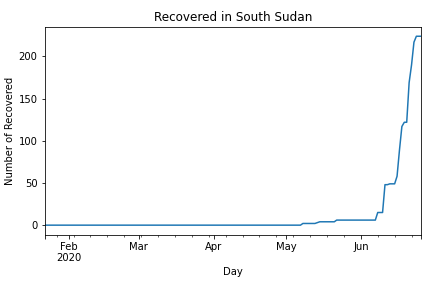 Recovered in South Sudan
Number of Recovered
200
150
100
50
0
Feb
2020
Mar
Apr
May
Jun
Day